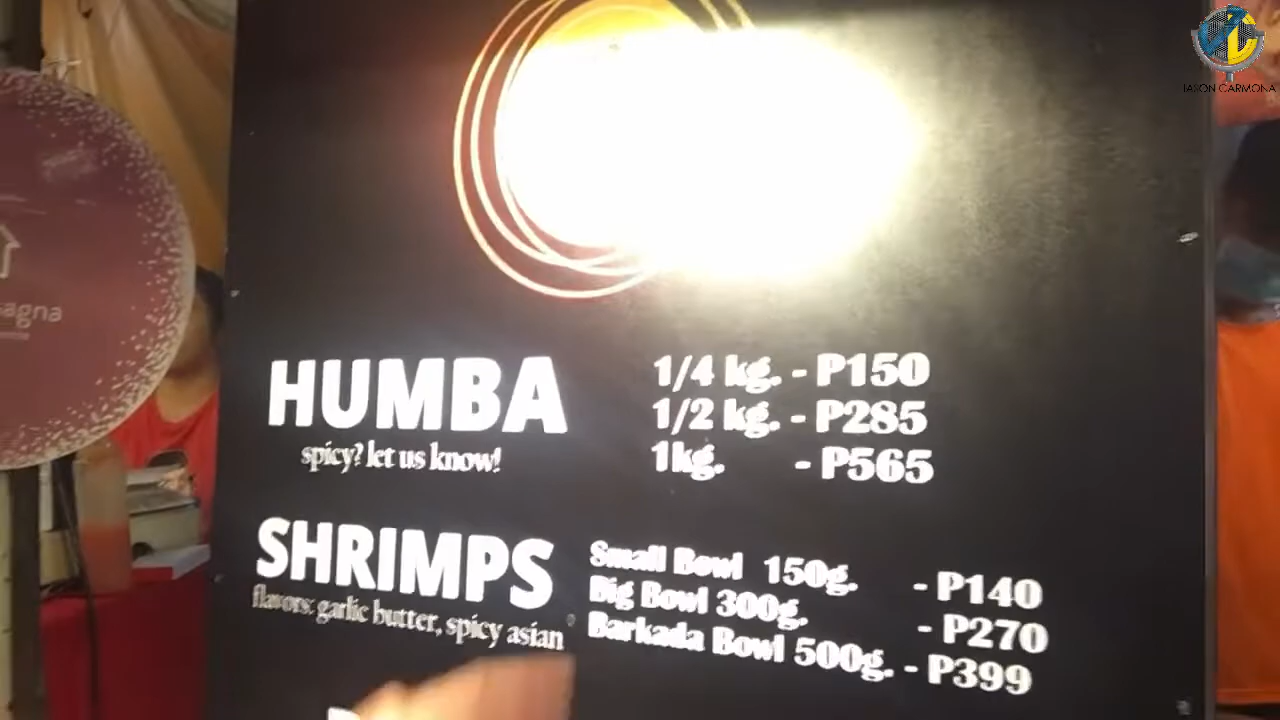 JASON CARMONA
HUMBA
spicy? let us know!
1/4 kg. - P150
1/2 kg. - P285
1kg. - P565
SHRIMPS
flavors: garlic butter, spicy asian
Small Bowl 150g. - P140
Big Bowl 300g. - P270
Barkada Bowl 500g. - P399